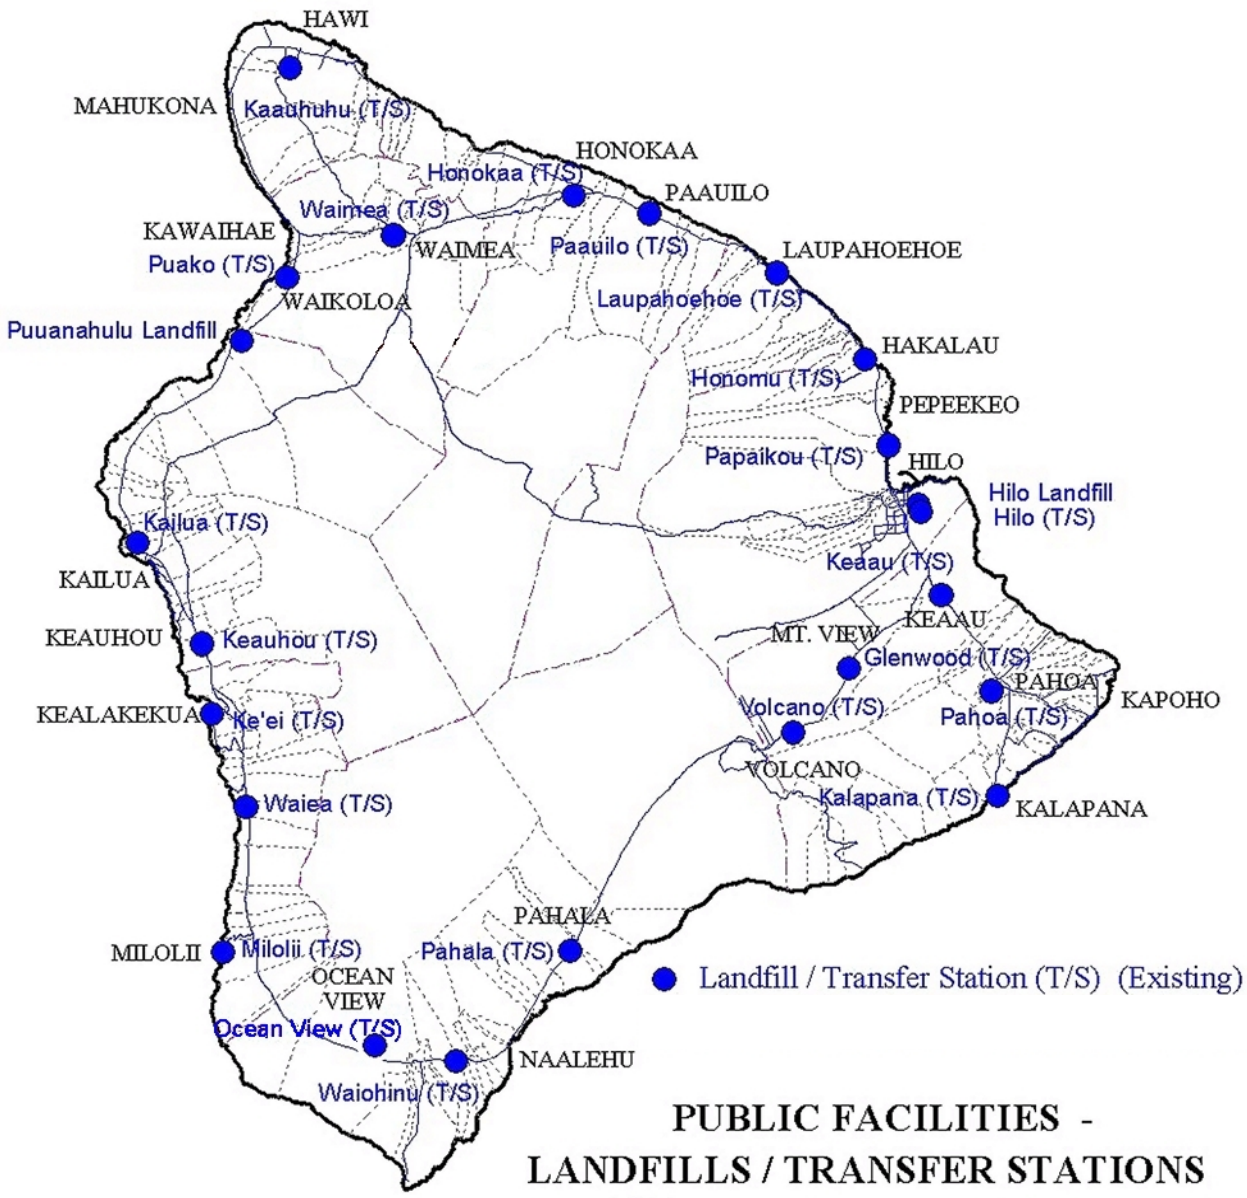 HAWI
MAHUKONA
Kaauhuhu (T/S)
HONOKAA
Honokaa (T/S)
PAAUILO
Waimea (T/S)
KAWAIHAE
WAIMEA
Paauilo (T/S)
LAUPAHOEHOE
Puako (T/S)
WAIKOLOA
Laupahoehoe (T/S)
Puuanahulu Landfill
HAKALAU
Honomu (T/S)
PEPEEKEO
Papaikou (T/S)
HILO
Hilo Landfill
Hilo (T/S)
Kailua (T/S)
Keaau (T/S)
KAILUA
KEAAU
KEAUHOU
Keauhou (T/S)
MT. VIEW
Glenwood (T/S)
PAHOA
KAPOHO
KEALAKEKUA
Ke'ei (T/S)
Volcano (T/S)
Pahoa (T/S)
VOLCANO
Waiea (T/S)
Kalapana (T/S)
KALAPANA
PAHALA
MILOLII
Milolii (T/S)
Pahala (T/S)
OCEAN
VIEW
Landfill / Transfer Station (T/S) (Existing)
Ocean View (T/S)
NAALEHU
Waiohinu (T/S)
PUBLIC FACILITIES -
LANDFILLS / TRANSFER STATIONS